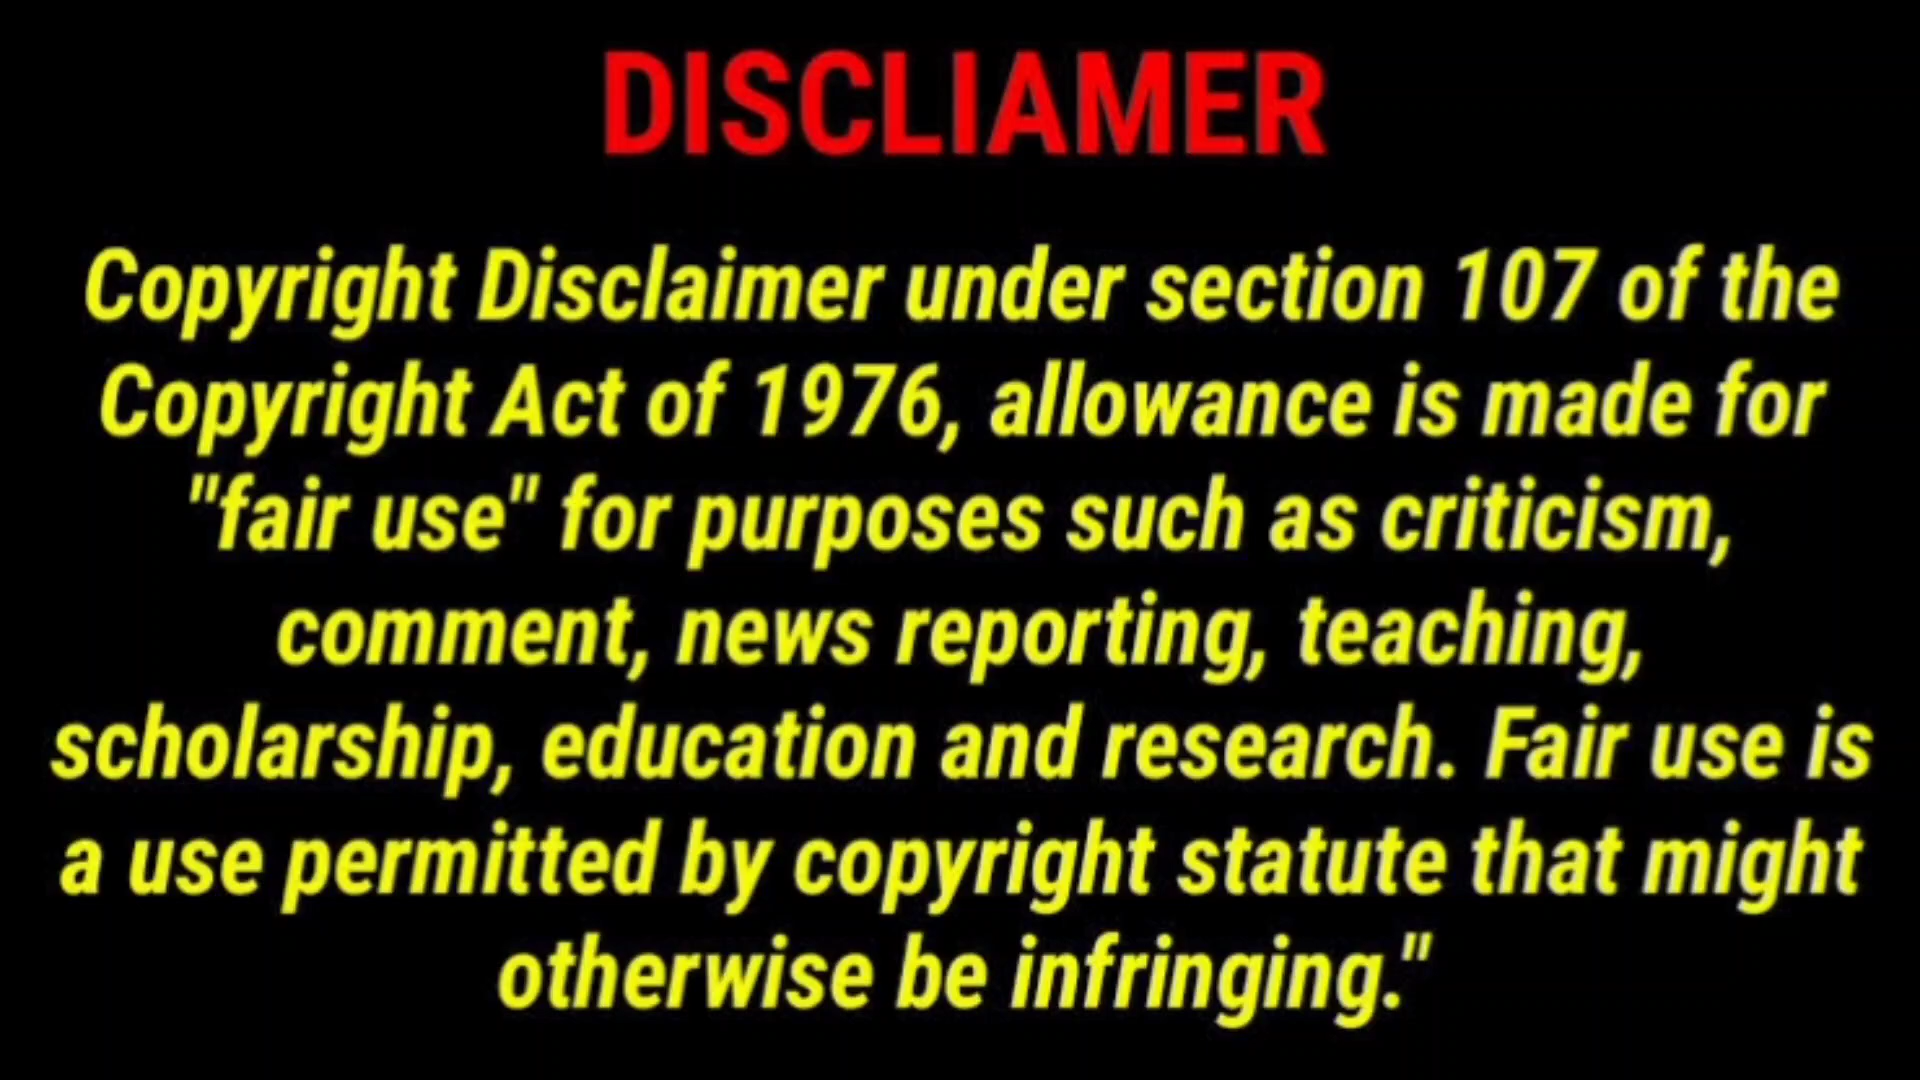 DISCLIAMER
Copyright Disclaimer under section 107 of the
Copyright Act of 1976, allowance is made for
"fair use" for purposes such as criticism,
comment, news reporting, teaching,
scholarship, education and research. Fair use is
a use permitted by copyright statute that might
otherwise be infringing."